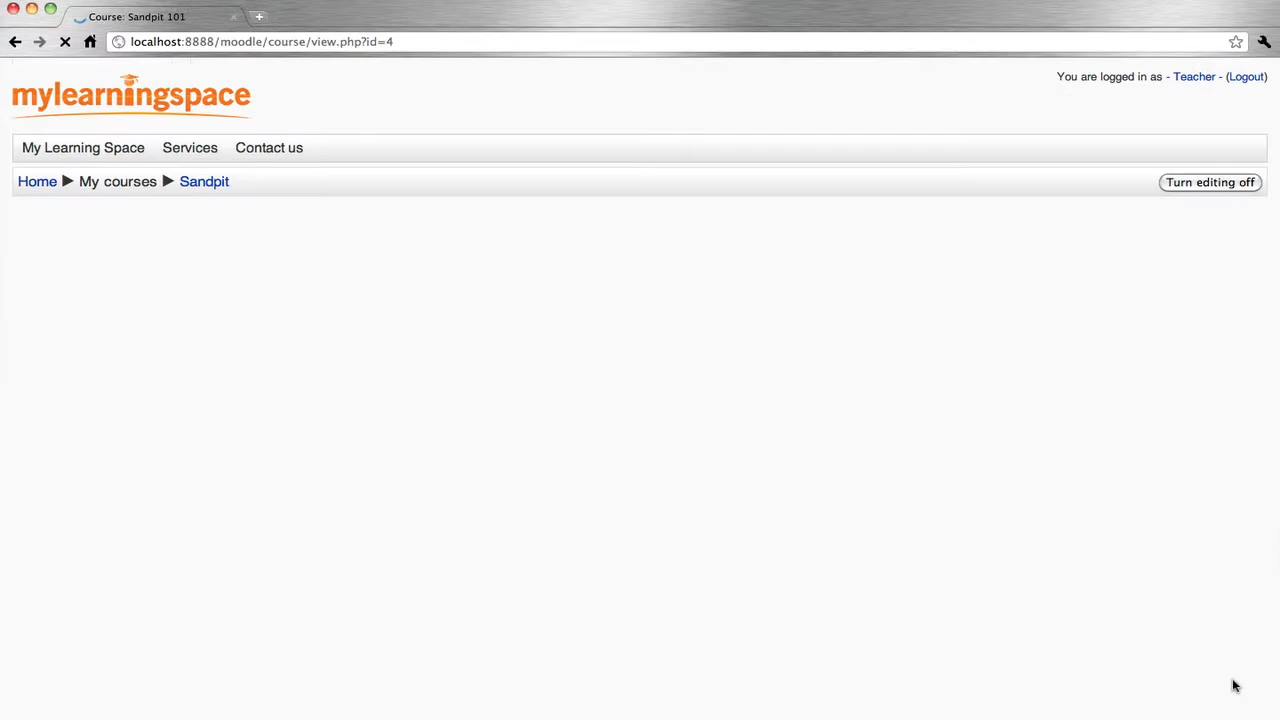 Course: Sandpit 101
localhost:8888/moodle/course/view.php?id=4
mylearningspace
You are logged in as - Teacher - (Logout)
My Learning Space Services Contact us
Home ▶ My courses ▶ Sandpit
Turn editing off